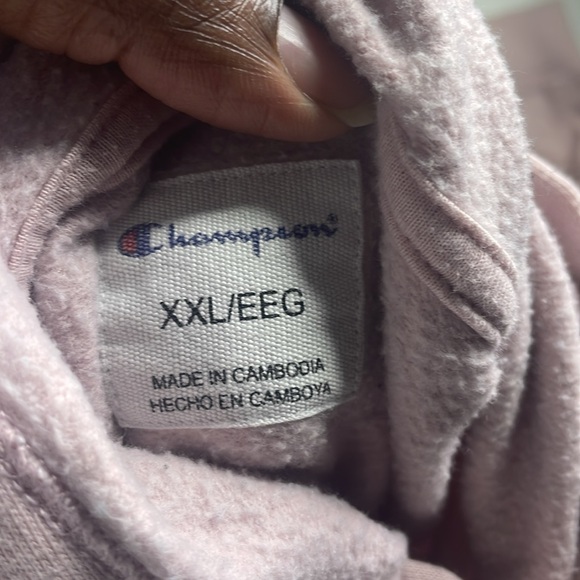 Champion
XXL/EEG
MADE IN CAMBODIA
HECHO EN CAMBOYA